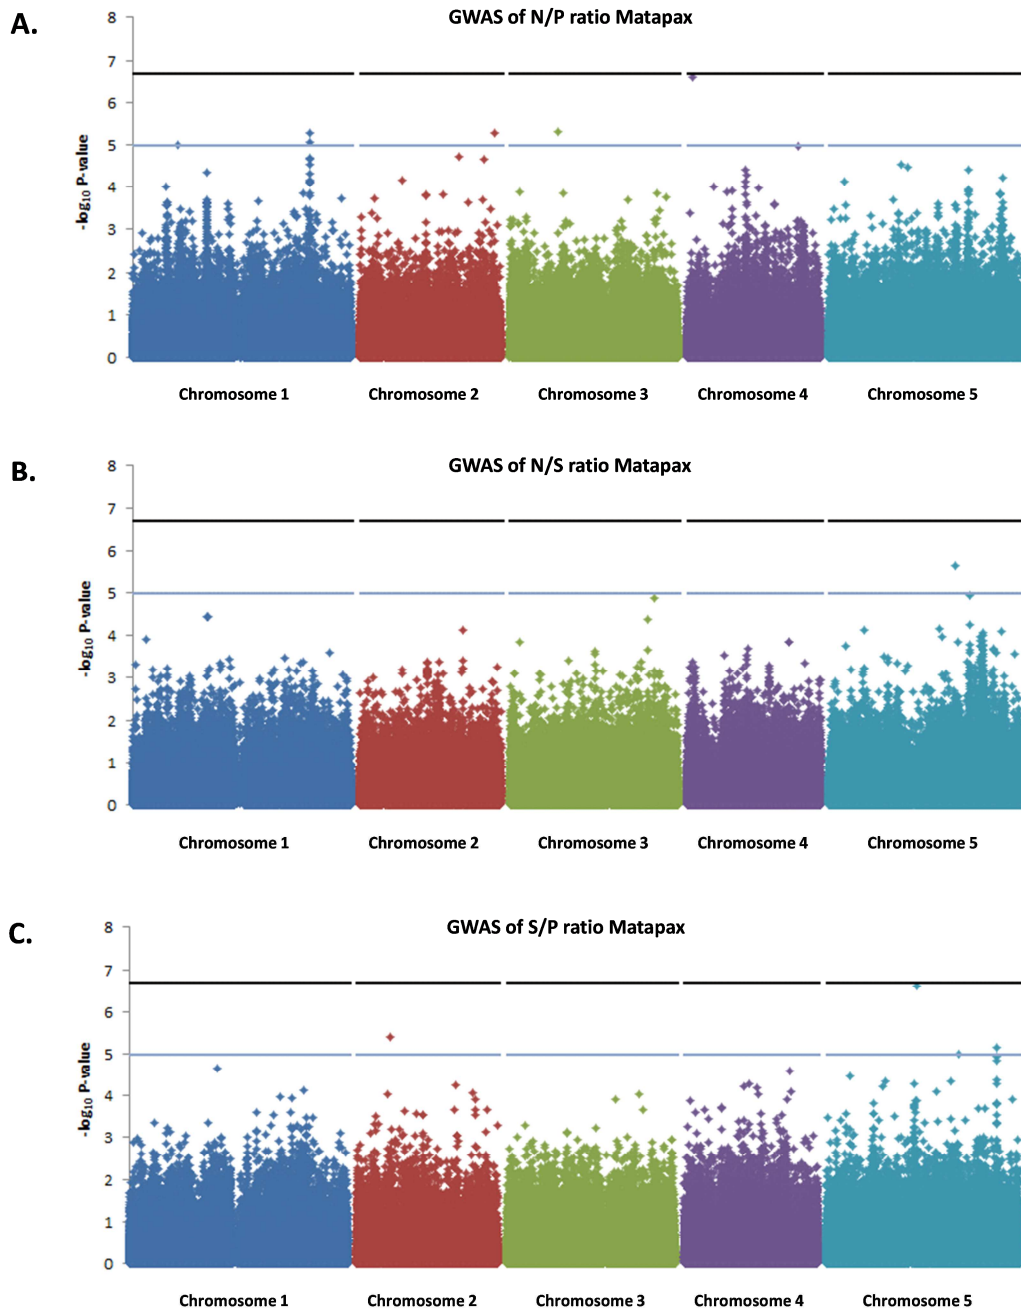 A.
GWAS of N/P ratio Matapax
8
7
6
5
4
3
2
1
0
-log10 P-value
Chromosome 1 Chromosome 2 Chromosome 3 Chromosome 4 Chromosome 5
B.
GWAS of N/S ratio Matapax
8
7
6
5
4
3
2
1
0
-log10 P-value
Chromosome 1 Chromosome 2 Chromosome 3 Chromosome 4 Chromosome 5
C.
GWAS of S/P ratio Matapax
8
7
6
5
4
3
2
1
0
-log10 P-value
Chromosome 1 Chromosome 2 Chromosome 3 Chromosome 4 Chromosome 5